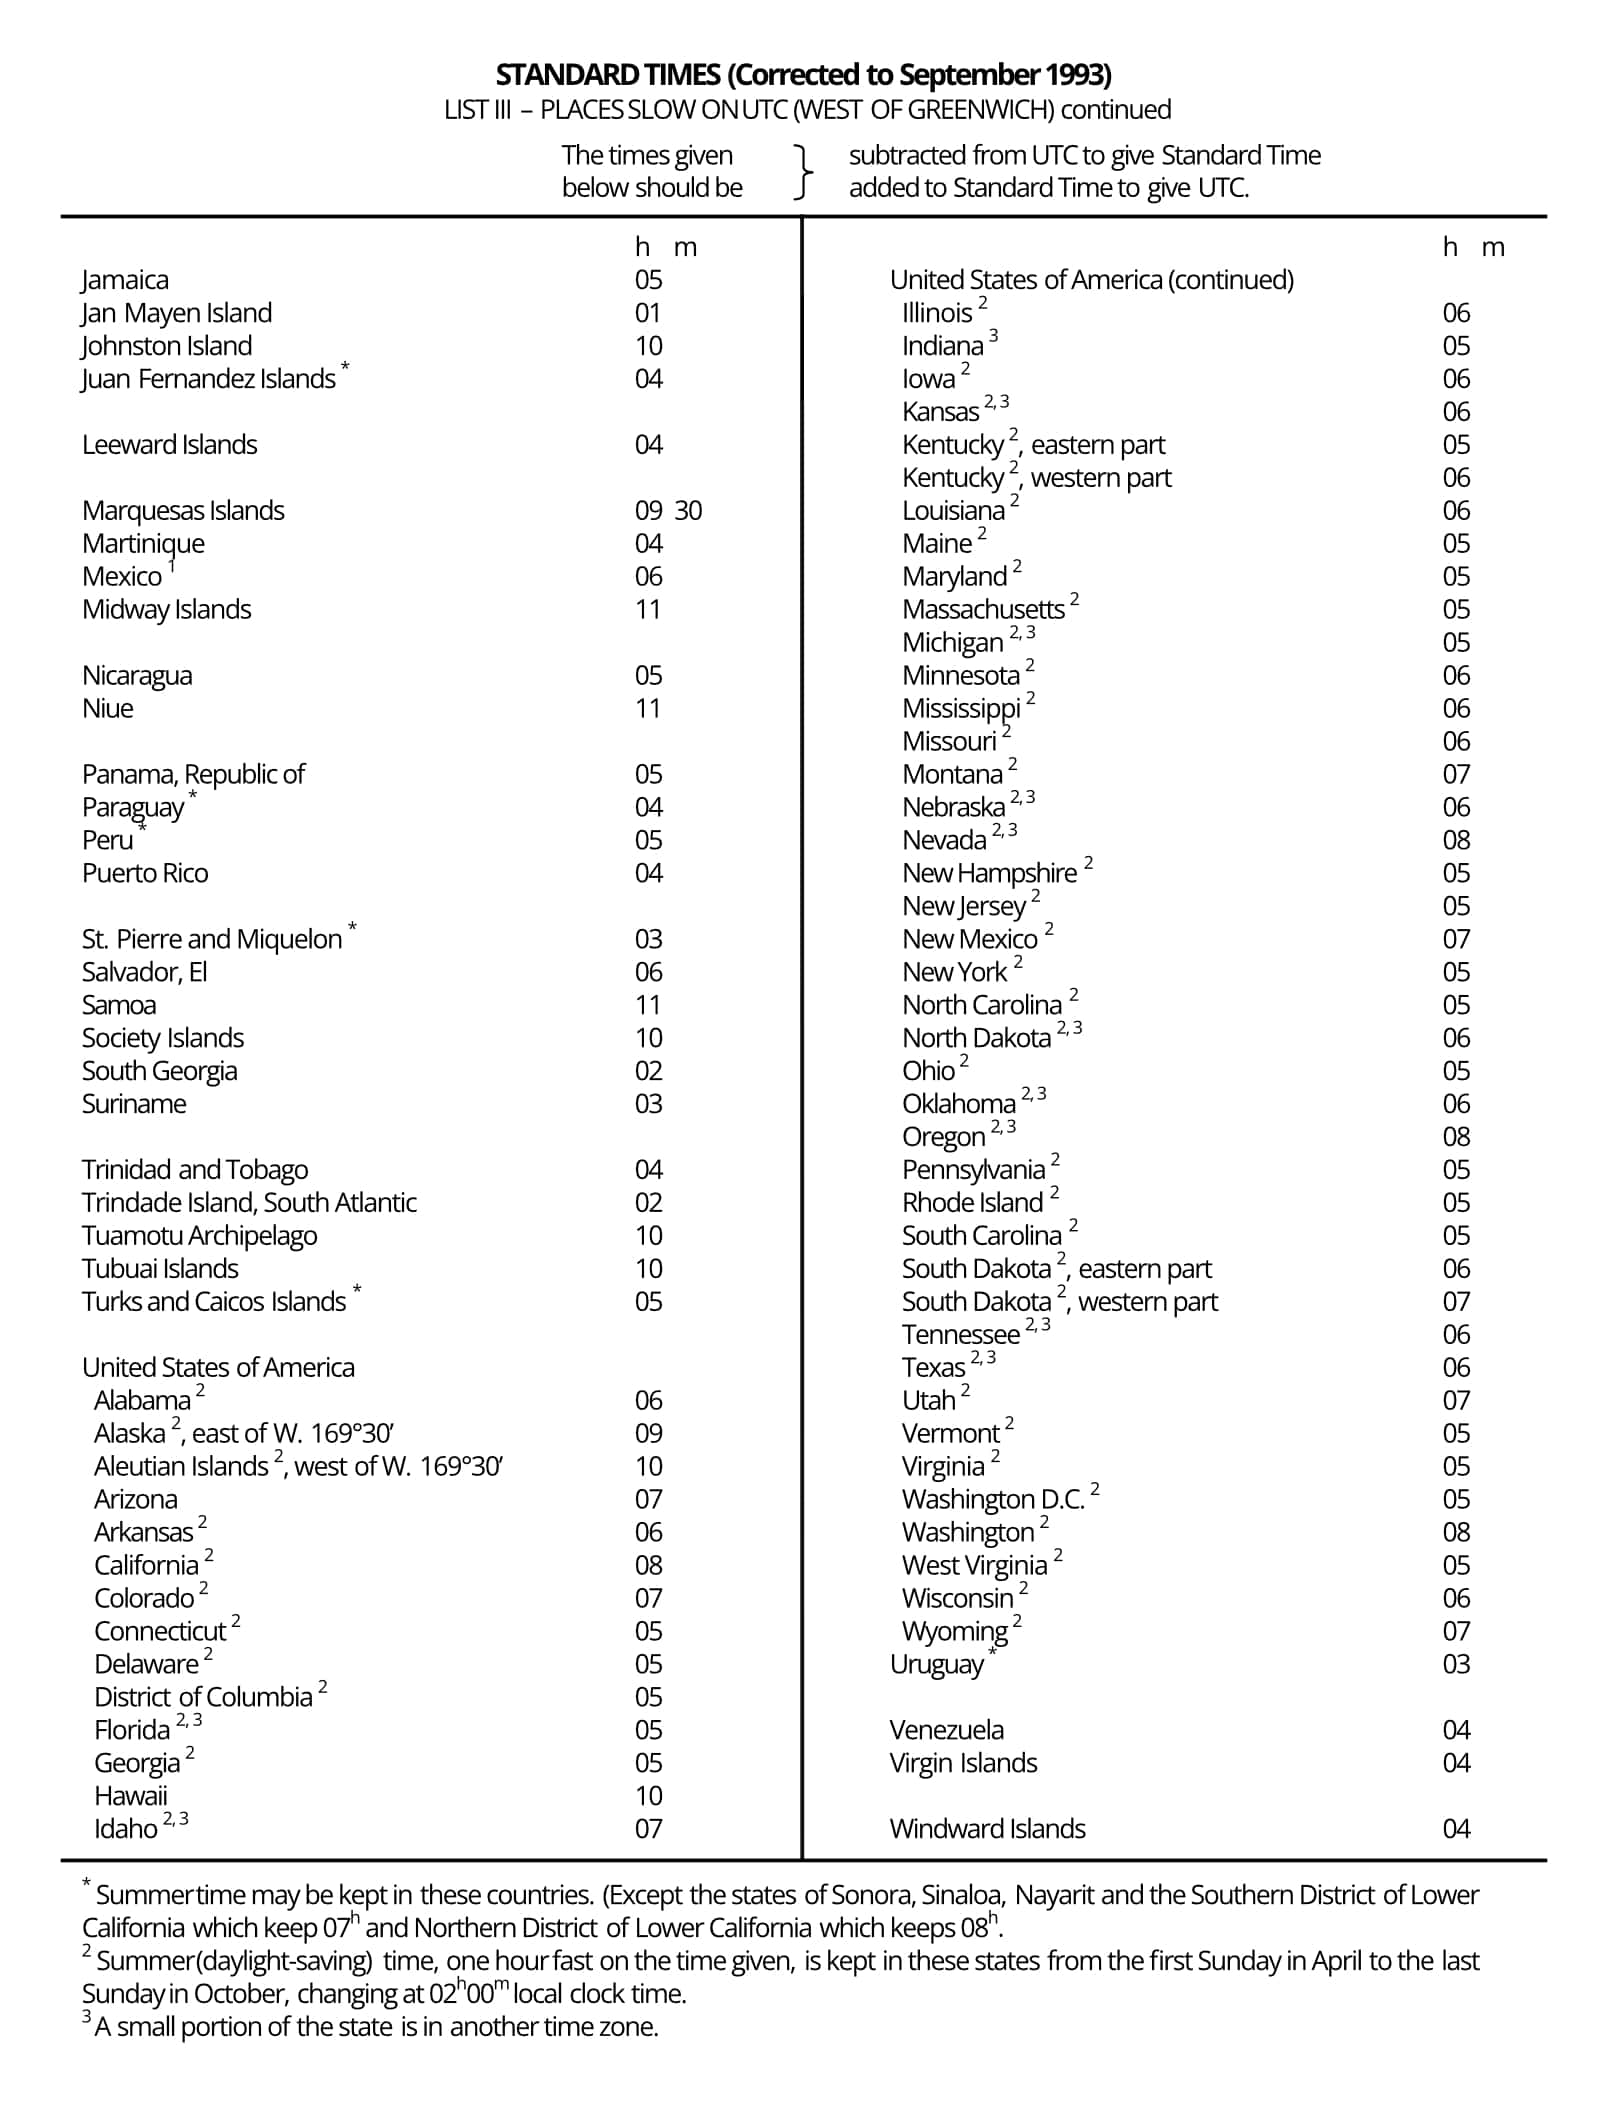 STANDARD TIMES (Corrected to September 1993)
LIST III – PLACES SLOW ON UTC (WEST OF GREENWICH) continued
The times given
below should be
}
subtracted from UTC to give Standard Time
added to Standard Time to give UTC.
h m
Jamaica 05
Jan Mayen Island 01
Johnston Island 10
Juan Fernandez Islands * 04
Leeward Islands 04
Marquesas Islands 09 30
Martinique 04
Mexico 1 06
Midway Islands 11
Nicaragua 05
Niue 11
Panama, Republic of 05
Paraguay * 04
Peru * 05
Puerto Rico 04
St. Pierre and Miquelon * 03
Salvador, El 06
Samoa 11
Society Islands 10
South Georgia 02
Suriname 03
Trinidad and Tobago 04
Trindade Island, South Atlantic 02
Tuamotu Archipelago 10
Tubuai Islands 10
Turks and Caicos Islands * 05
United States of America
Alabama 2 06
Alaska 2, east of W. 169°30′ 09
Aleutian Islands 2, west of W. 169°30′ 10
Arizona 07
Arkansas 2 06
California 2 08
Colorado 2 07
Connecticut 2 05
Delaware 2 05
District of Columbia 2 05
Florida 2, 3 05
Georgia 2 05
Hawaii 10
Idaho 2, 3 07
h m
United States of America (continued)
Illinois 2 06
Indiana 3 05
Iowa 2 06
Kansas 2, 3 06
Kentucky 2, eastern part 05
Kentucky 2, western part 06
Louisiana 2 06
Maine 2 05
Maryland 2 05
Massachusetts 2 05
Michigan 2, 3 05
Minnesota 2 06
Mississippi 2 06
Missouri 2 06
Montana 2 07
Nebraska 2, 3 06
Nevada 2, 3 08
New Hampshire 2 05
New Jersey 2 05
New Mexico 2 07
New York 2 05
North Carolina 2 05
North Dakota 2, 3 06
Ohio 2 05
Oklahoma 2, 3 06
Oregon 2, 3 08
Pennsylvania 2 05
Rhode Island 2 05
South Carolina 2 05
South Dakota 2, eastern part 06
South Dakota 2, western part 07
Tennessee 2, 3 06
Texas 2, 3 06
Utah 2 07
Vermont 2 05
Virginia 2 05
Washington D.C. 2 05
Washington 2 08
West Virginia 2 05
Wisconsin 2 06
Wyoming 2 07
Uruguay * 03
Venezuela 04
Virgin Islands 04
Windward Islands 04
* Summer time may be kept in these countries. (Except the states of Sonora, Sinaloa, Nayarit and the Southern District of Lower
California which keep 07h and Northern District of Lower California which keeps 08h.
2 Summer (daylight-saving) time, one hour fast on the time given, is kept in these states from the first Sunday in April to the last
Sunday in October, changing at 02h00m local clock time.
3 A small portion of the state is in another time zone.